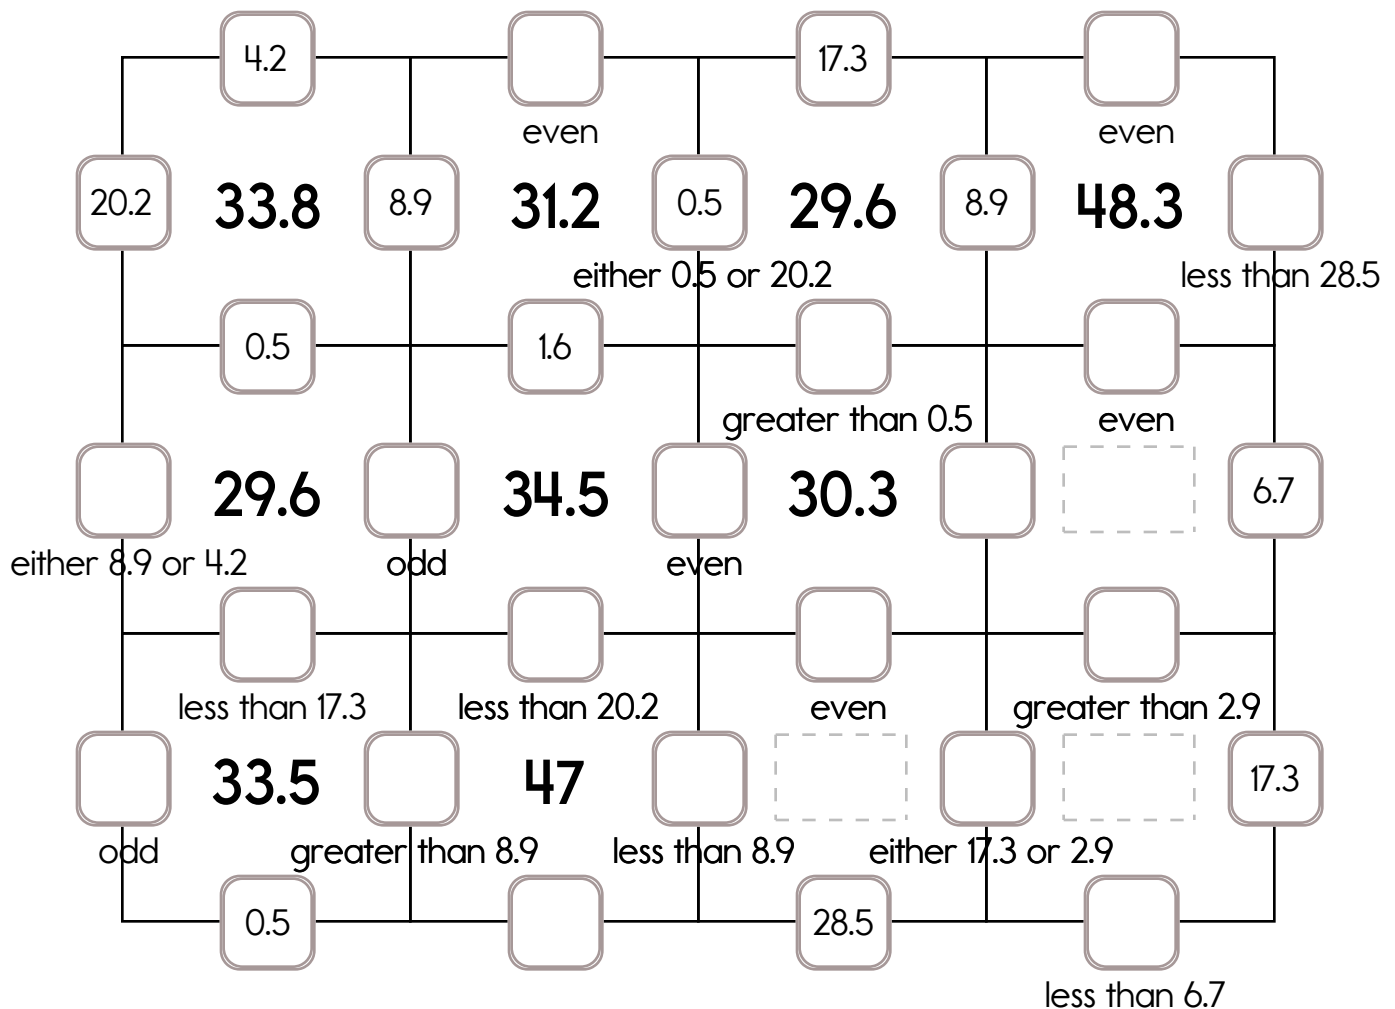 4.2 17.3
even even
20.2 33.8 8.9 31.2 0.5 29.6 8.9 48.3
either 0.5 or 20.2 less than 28.5
0.5 1.6
greater than 0.5 even
29.6 34.5 30.3 6.7
either 8.9 or 4.2 odd even
less than 17.3 less than 20.2 even greater than 2.9
33.5 47 17.3
odd greater than 8.9 less than 8.9 either 17.3 or 2.9
0.5 28.5
less than 6.7